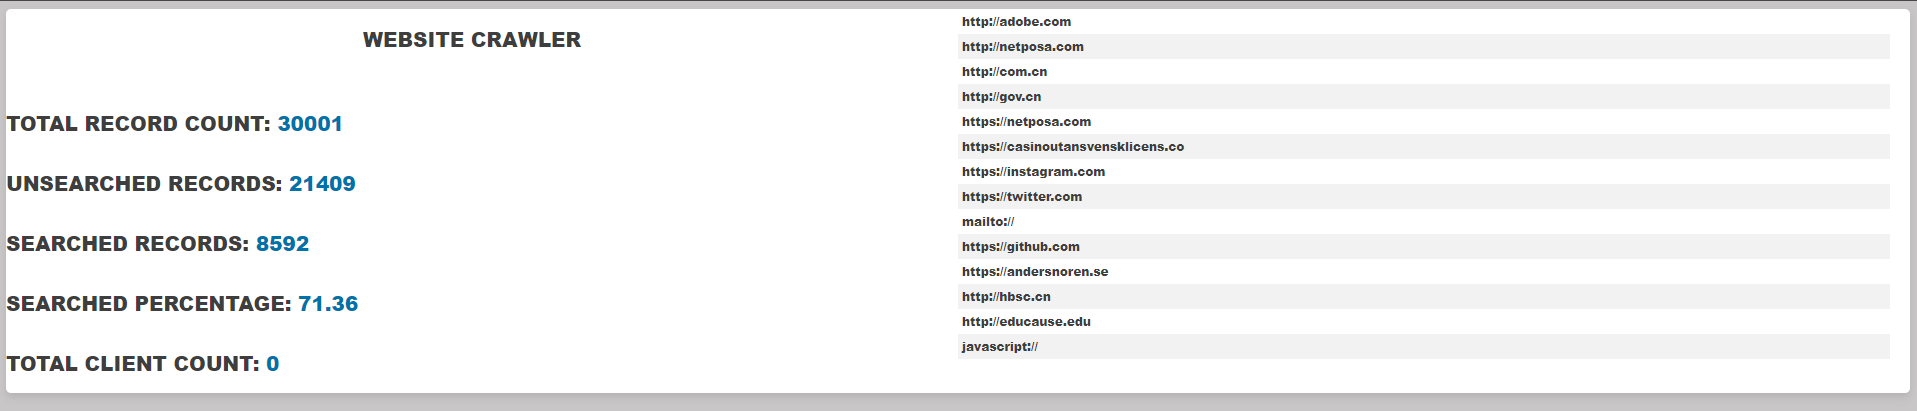 WEBSITE CRAWLER
TOTAL RECORD COUNT: 30001
UNSEARCHED RECORDS: 21409
SEARCHED RECORDS: 8592
SEARCHED PERCENTAGE: 71.36
TOTAL CLIENT COUNT: 0
http://adobe.com
http://netposa.com
http://com.cn
http://gov.cn
https://netposa.com
https://casinoutansvensklicens.co
https://instagram.com
https://twitter.com
mailto://
https://github.com
https://andersnoren.se
http://hbsc.cn
http://educause.edu
javascript://